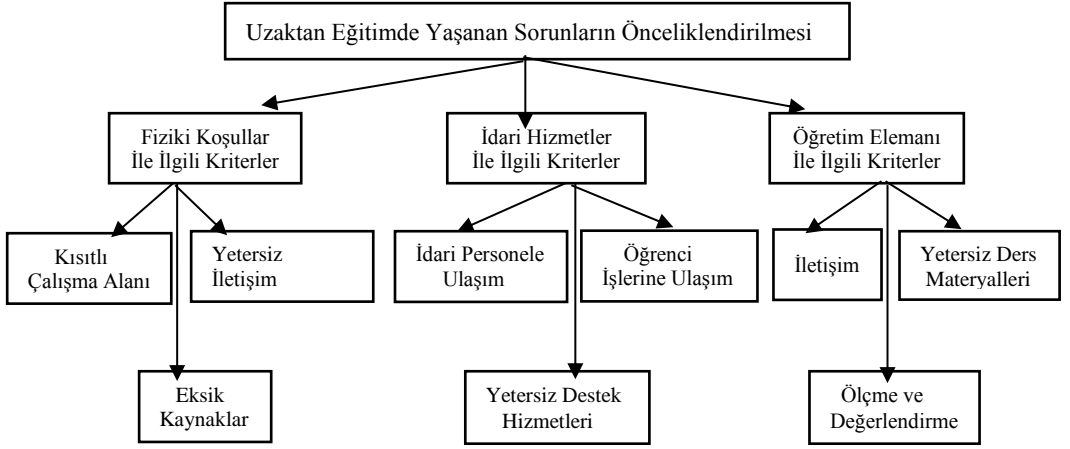 Uzaktan Eğitimde Yaşanan Sorunların Önceliklendirilmesi
Fiziki Koşullar
İle İlgili Kriterler
İdari Hizmetler
İle İlgili Kriterler
Öğretim Elemanı
İle İlgili Kriterler
Kısıtlı
Çalışma Alanı
Yetersiz
İletişim
İdari Personele
Ulaşım
Öğrenci
İşlerine Ulaşım
İletişim
Yetersiz Ders
Materyalleri
Eksik
Kaynaklar
Yetersiz Destek
Hizmetleri
Ölçme ve
Değerlendirme